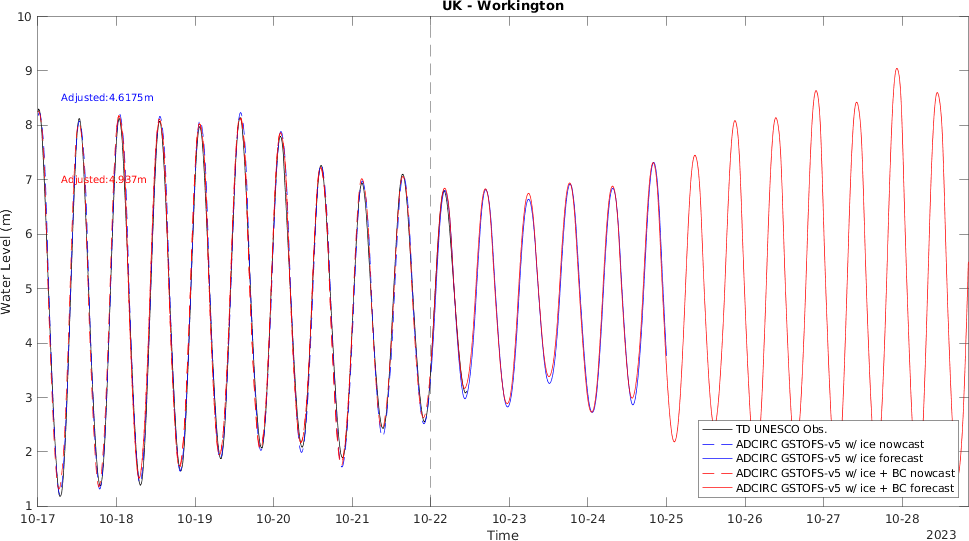 UK - Workington
10
9
8
7
6
5
4
3
2
1
Water Level (m)
Adjusted:4.6175m
Adjusted:4.937m
TD UNESCO Obs.
ADCIRC GSTOFS-v5 w/ ice nowcast
ADCIRC GSTOFS-v5 w/ ice forecast
ADCIRC GSTOFS-v5 w/ ice + BC nowcast
ADCIRC GSTOFS-v5 w/ ice + BC forecast
10-17 10-18 10-19 10-20 10-21 10-22 10-23 10-24 10-25 10-26 10-27 10-28
Time
2023